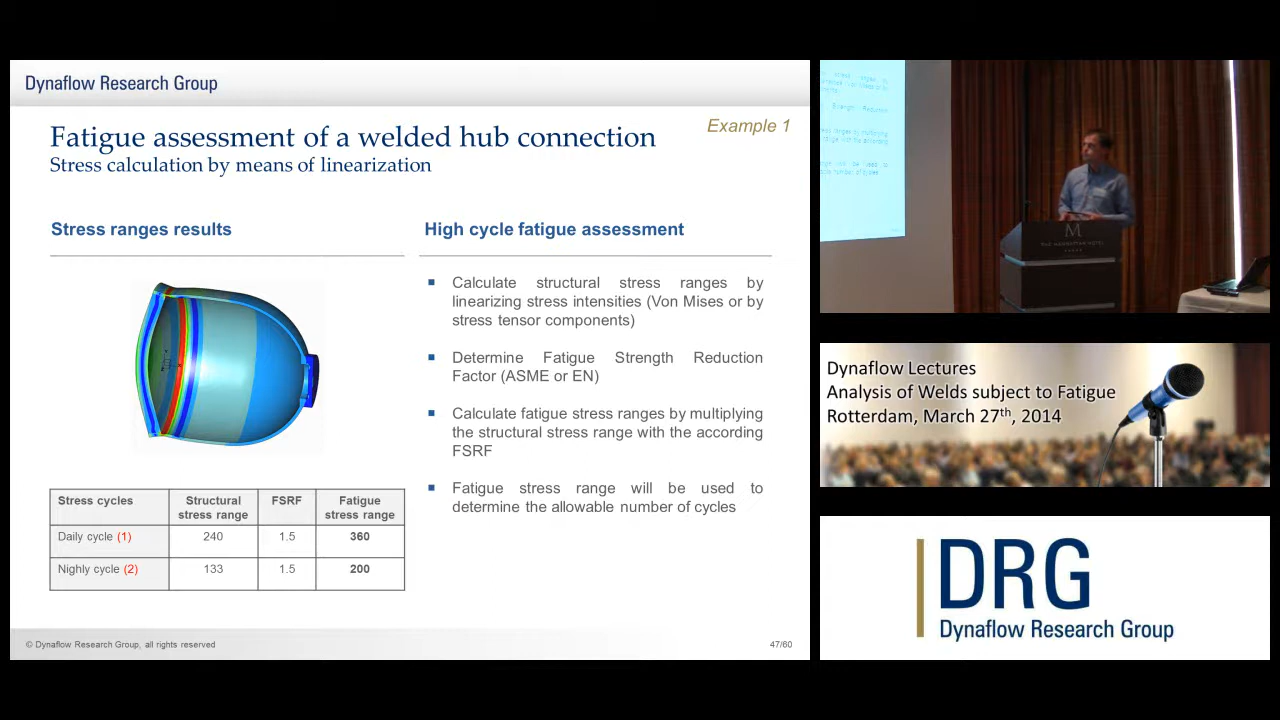 Dynaflow Research Group
Fatigue assessment of a welded hub connection
Example 1
Stress calculation by means of linearization
Stress ranges results
High cycle fatigue assessment
Calculate structural stress ranges by
linearizing stress intensities (Von Mises or by
stress tensor components)
Determine Fatigue Strength Reduction
Factor (ASME or EN)
Calculate fatigue stress ranges by multiplying
the structural stress range with the according
FSRF
Fatigue stress range will be used to
determine the allowable number of cycles
Stress cycles Structural stress range FSRF Fatigue stress range
Daily cycle (1) 240 1.5 360
Nighly cycle (2) 133 1.5 200
© Dynaflow Research Group, all rights reserved
47/60
M
Dynaflow Lectures
Analysis of Welds subject to Fatigue
Rotterdam, March 27th, 2014
DRG
Dynaflow Research Group